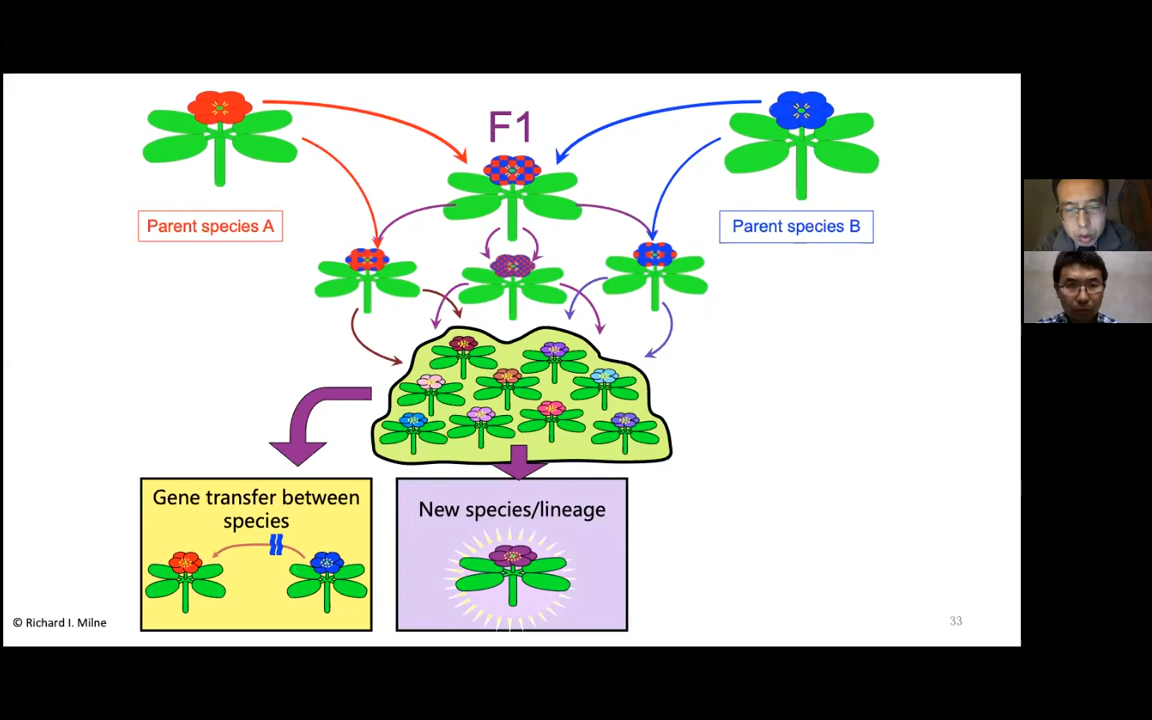 F1
Parent species A
Parent species B
Gene transfer between
species
New species/lineage
© Richard I. Milne
33